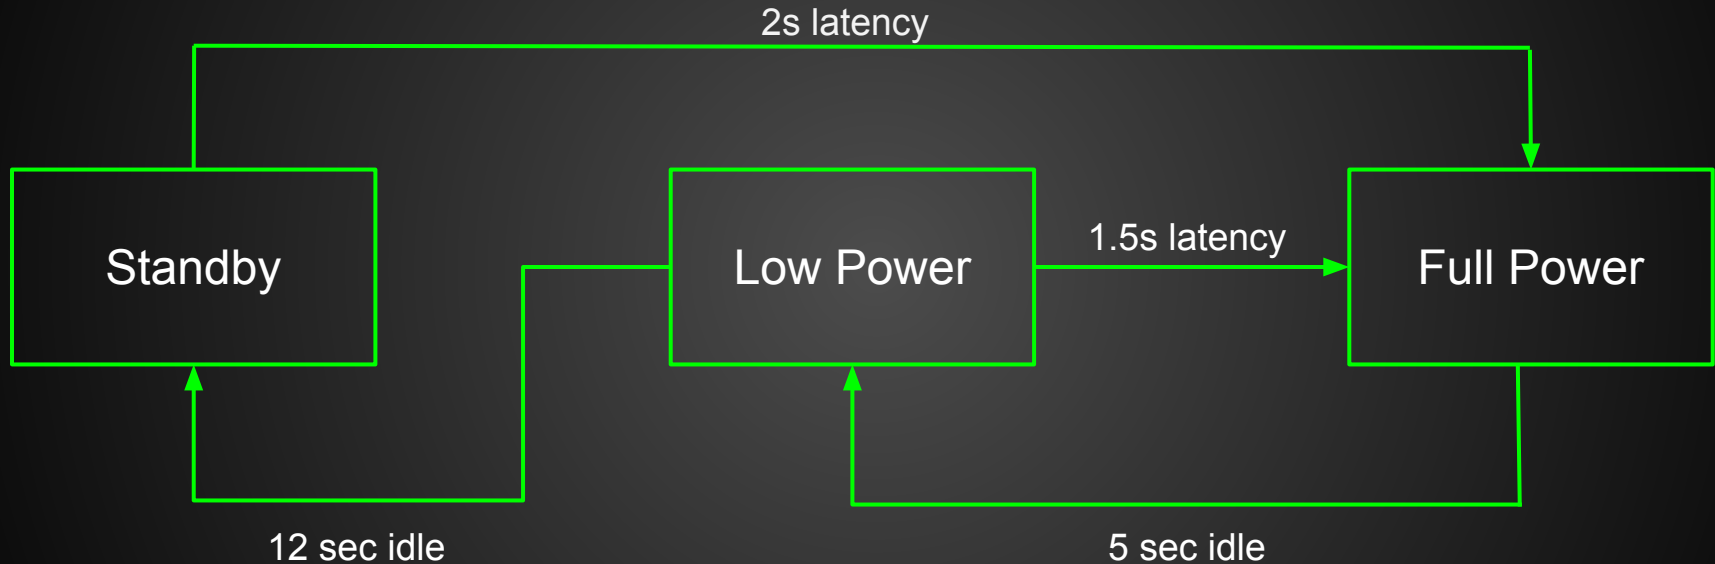 2s latency
Standby
Low Power
1.5s latency
Full Power
12 sec idle
5 sec idle